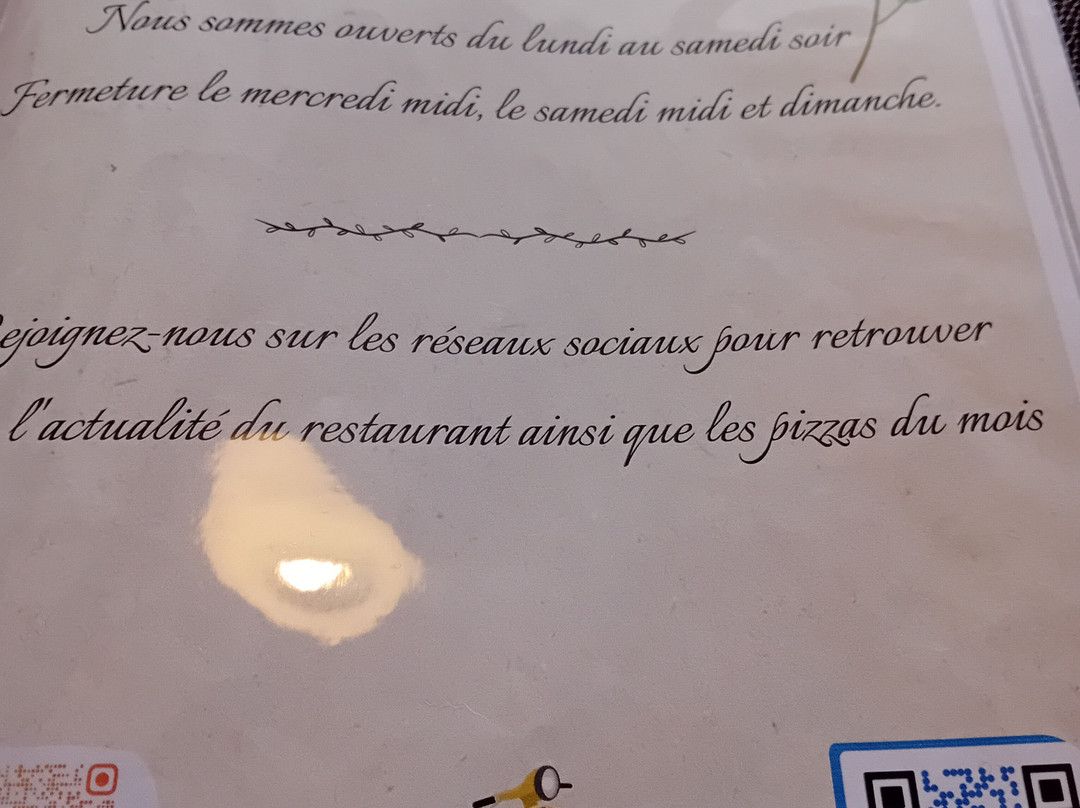 Nous sommes ouverts du lundi au samedi soir
Fermeture le mercredi midi, le samedi midi et dimanche.
ejoignez-nous sur les réseaux sociaux pour retrouver
l'actualité du restaurant ainsi que les pizzas du mois